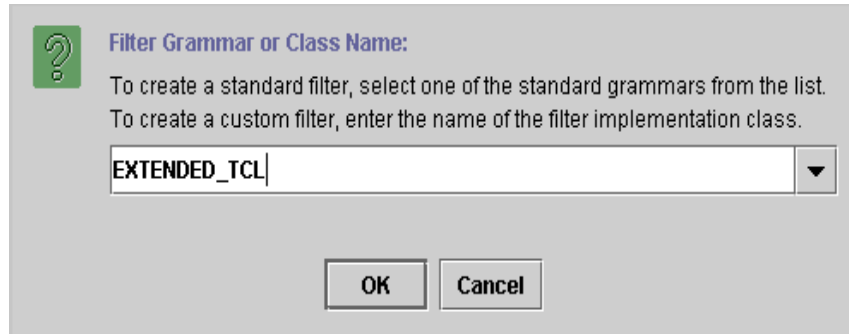 Filter Grammar or Class Name:
To create a standard filter, select one of the standard grammars from the list.
To create a custom filter, enter the name of the filter implementation class.
EXTENDED_TCL
OK Cancel